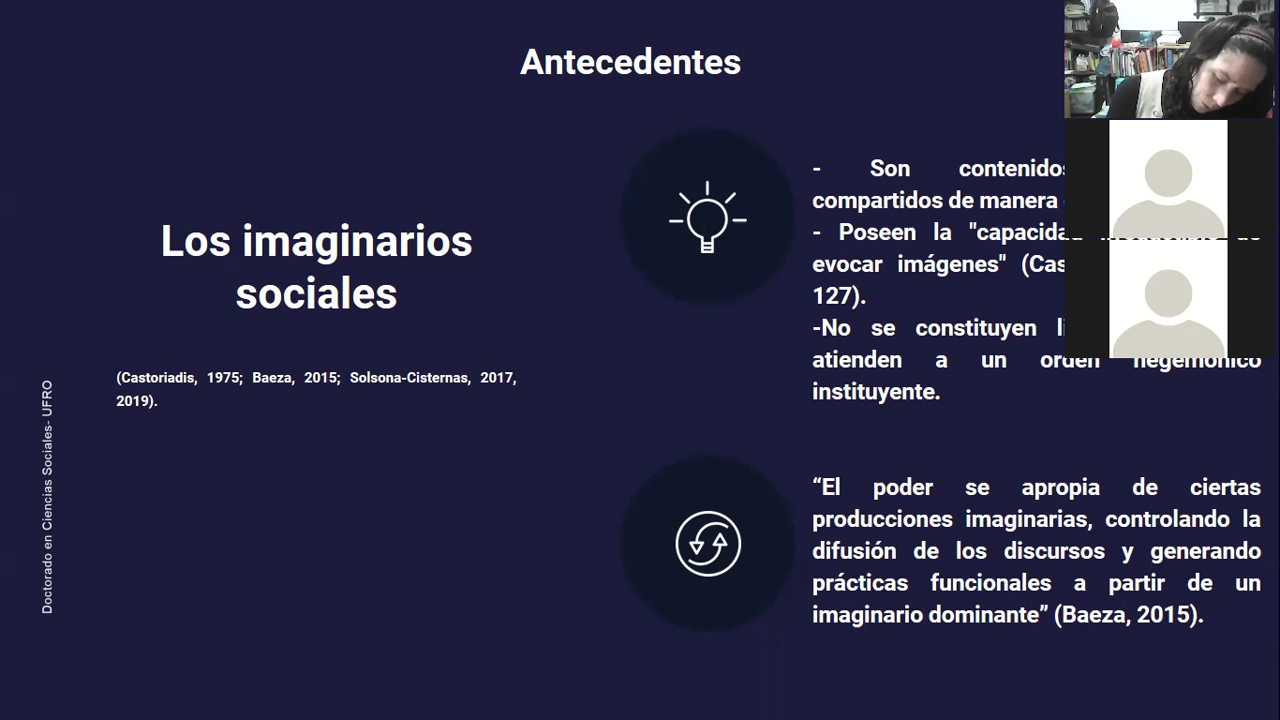 Antecedentes
Los imaginarios
sociales
(Castoriadis, 1975; Baeza, 2015; Solsona-Cisternas, 2017,
2019).
Doctorado en Ciencias Sociales- UFRO
- Son contenidos
compartidos de manera
- Poseen la "capacidad
evocar imágenes"
127).
-No se constituyen
atienden a un orden hegemónico
instituyente.
“El poder se apropia de ciertas
producciones imaginarias, controlando la
difusión de los discursos y generando
prácticas funcionales a partir de un
imaginario dominante” (Baeza, 2015).